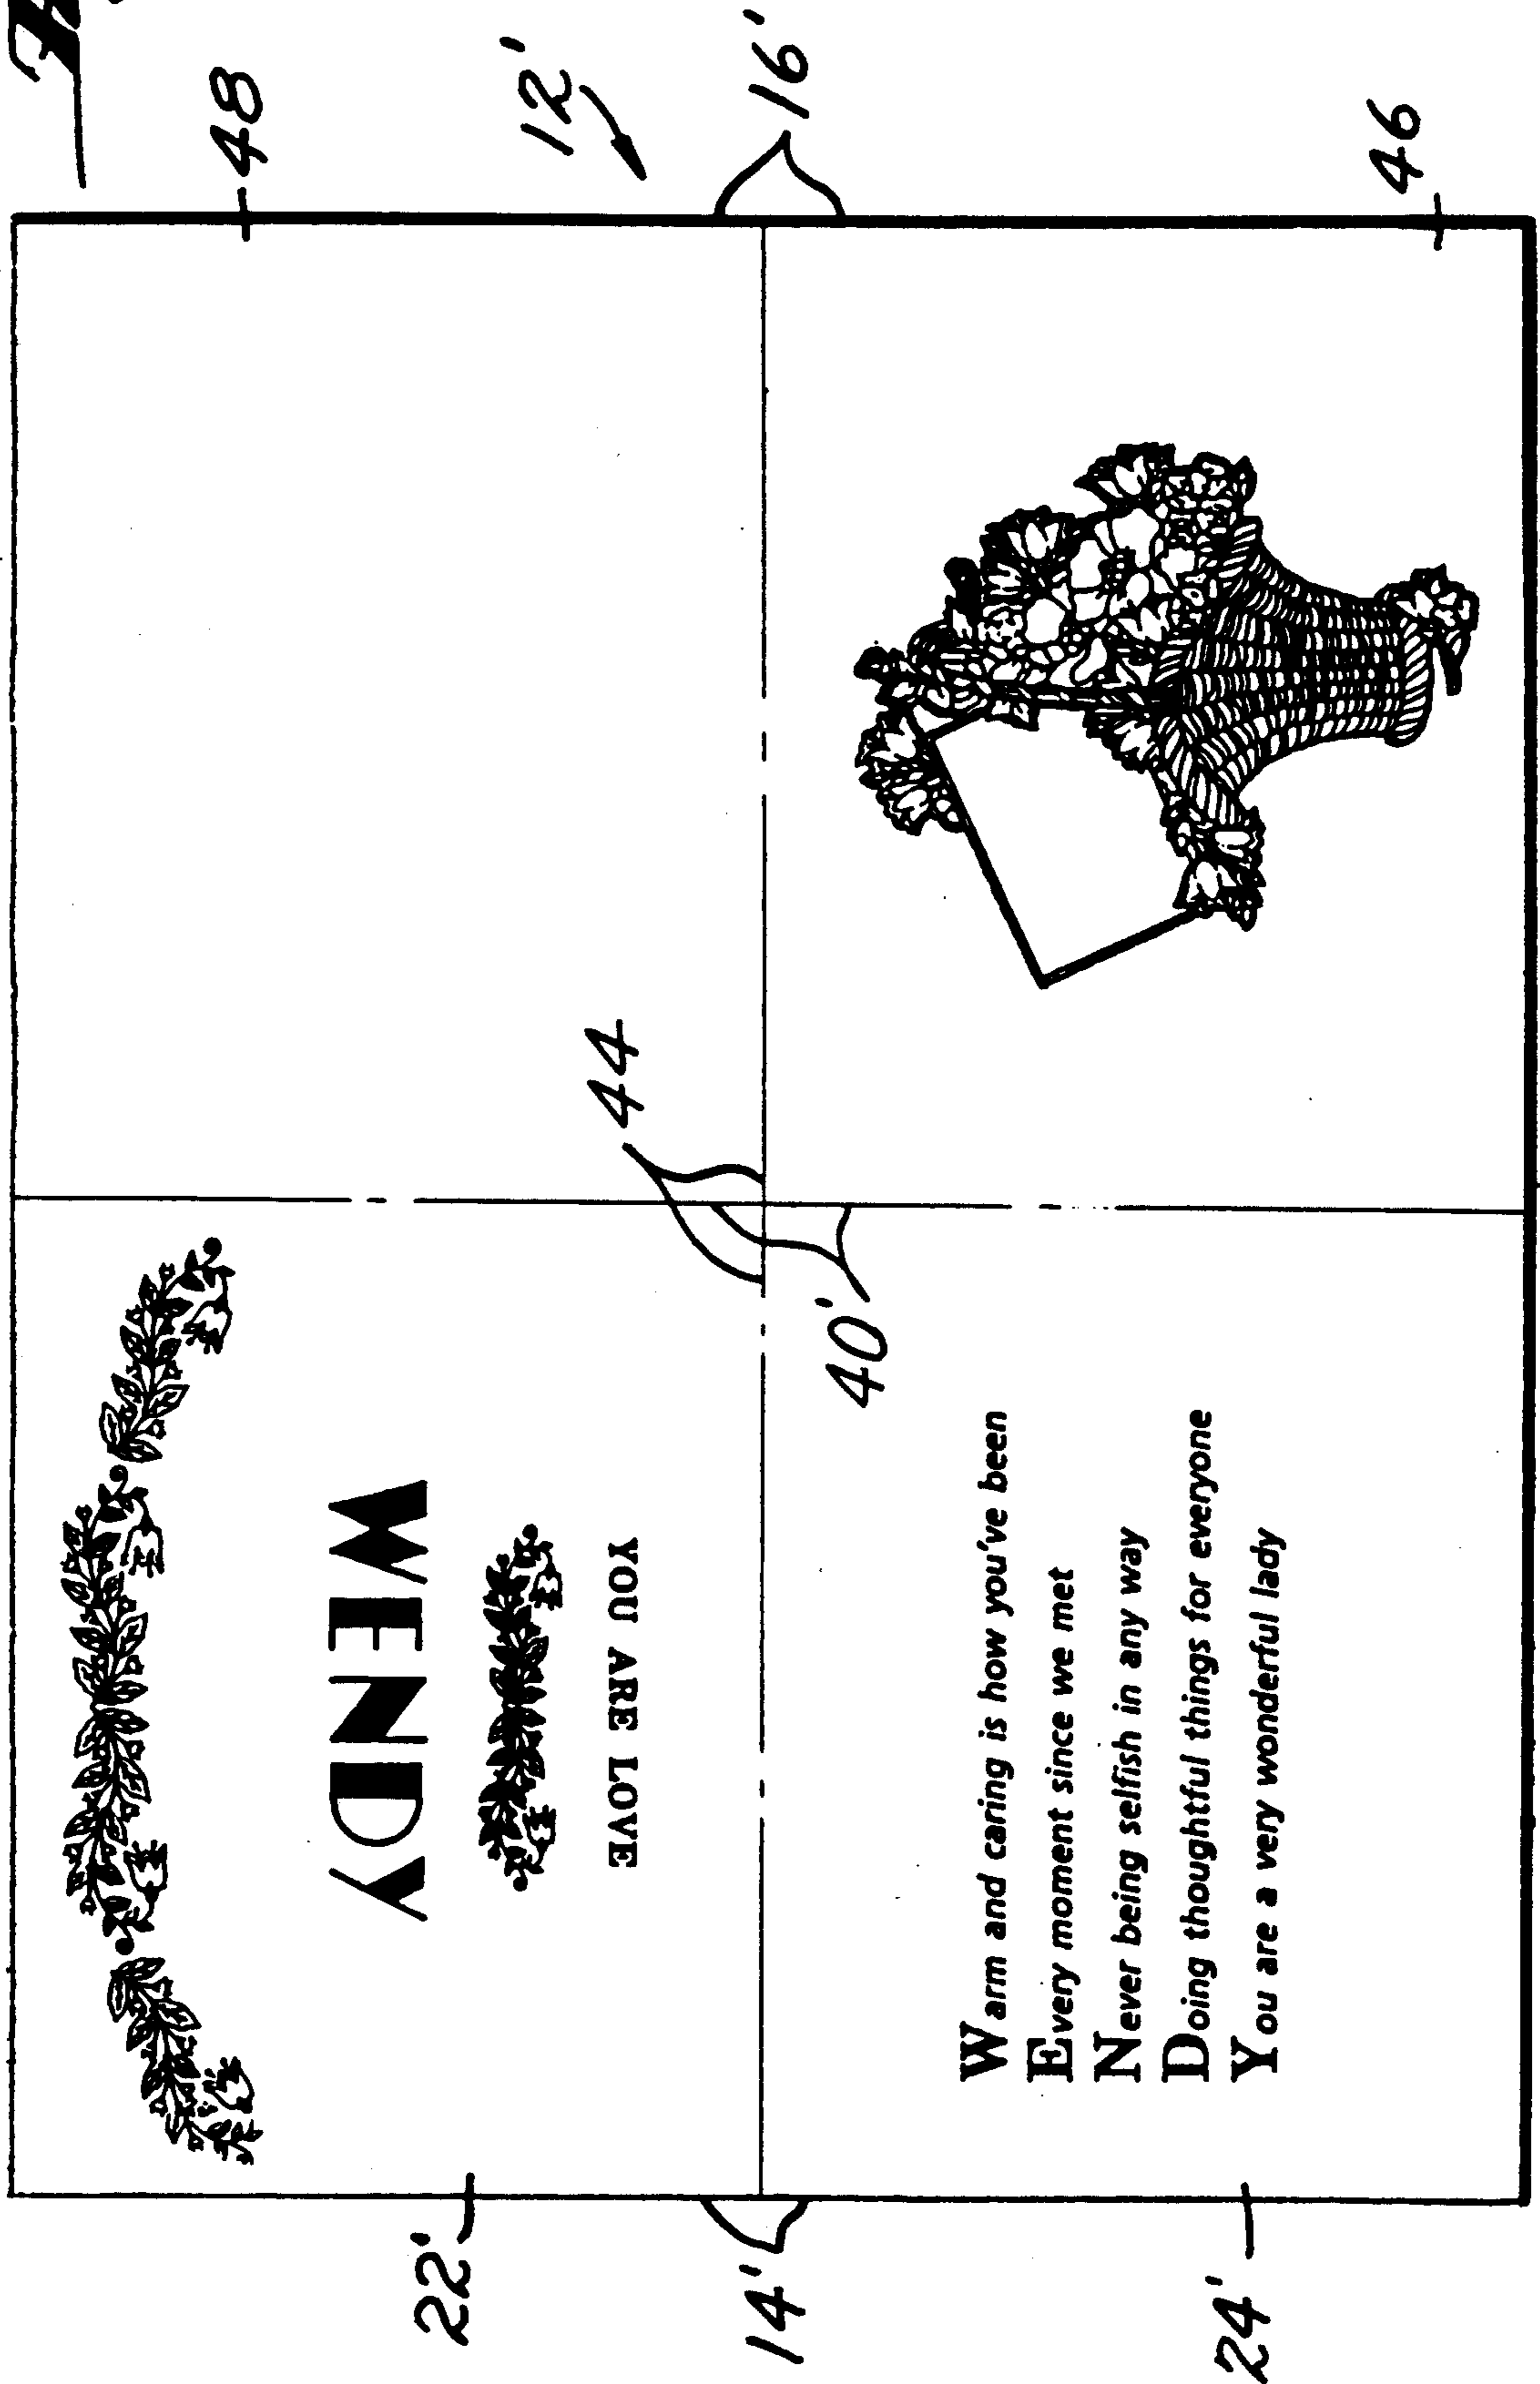 48
WENDY
22'
12'
YOU ARE LOVE
44
14'
16'
40'
Warm and caring is how you've been
Every moment since we met
Never being selfish in any way
Doing thoughtful things for everyone
You are a very wonderful lady
24'
46